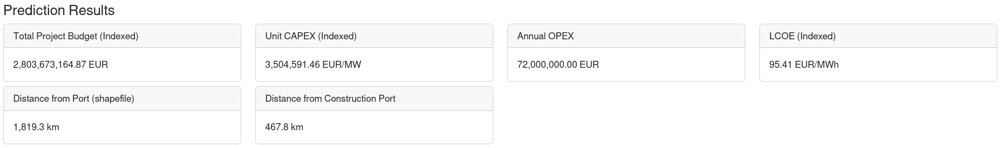 Prediction Results
Total Project Budget (Indexed)
2,803,673,164.87 EUR
Unit CAPEX (Indexed)
3,504,591.46 EUR/MW
Annual OPEX
72,000,000.00 EUR
LCOE (Indexed)
95.41 EUR/MWh
Distance from Port (shapefile)
1,819.3 km
Distance from Construction Port
467.8 km